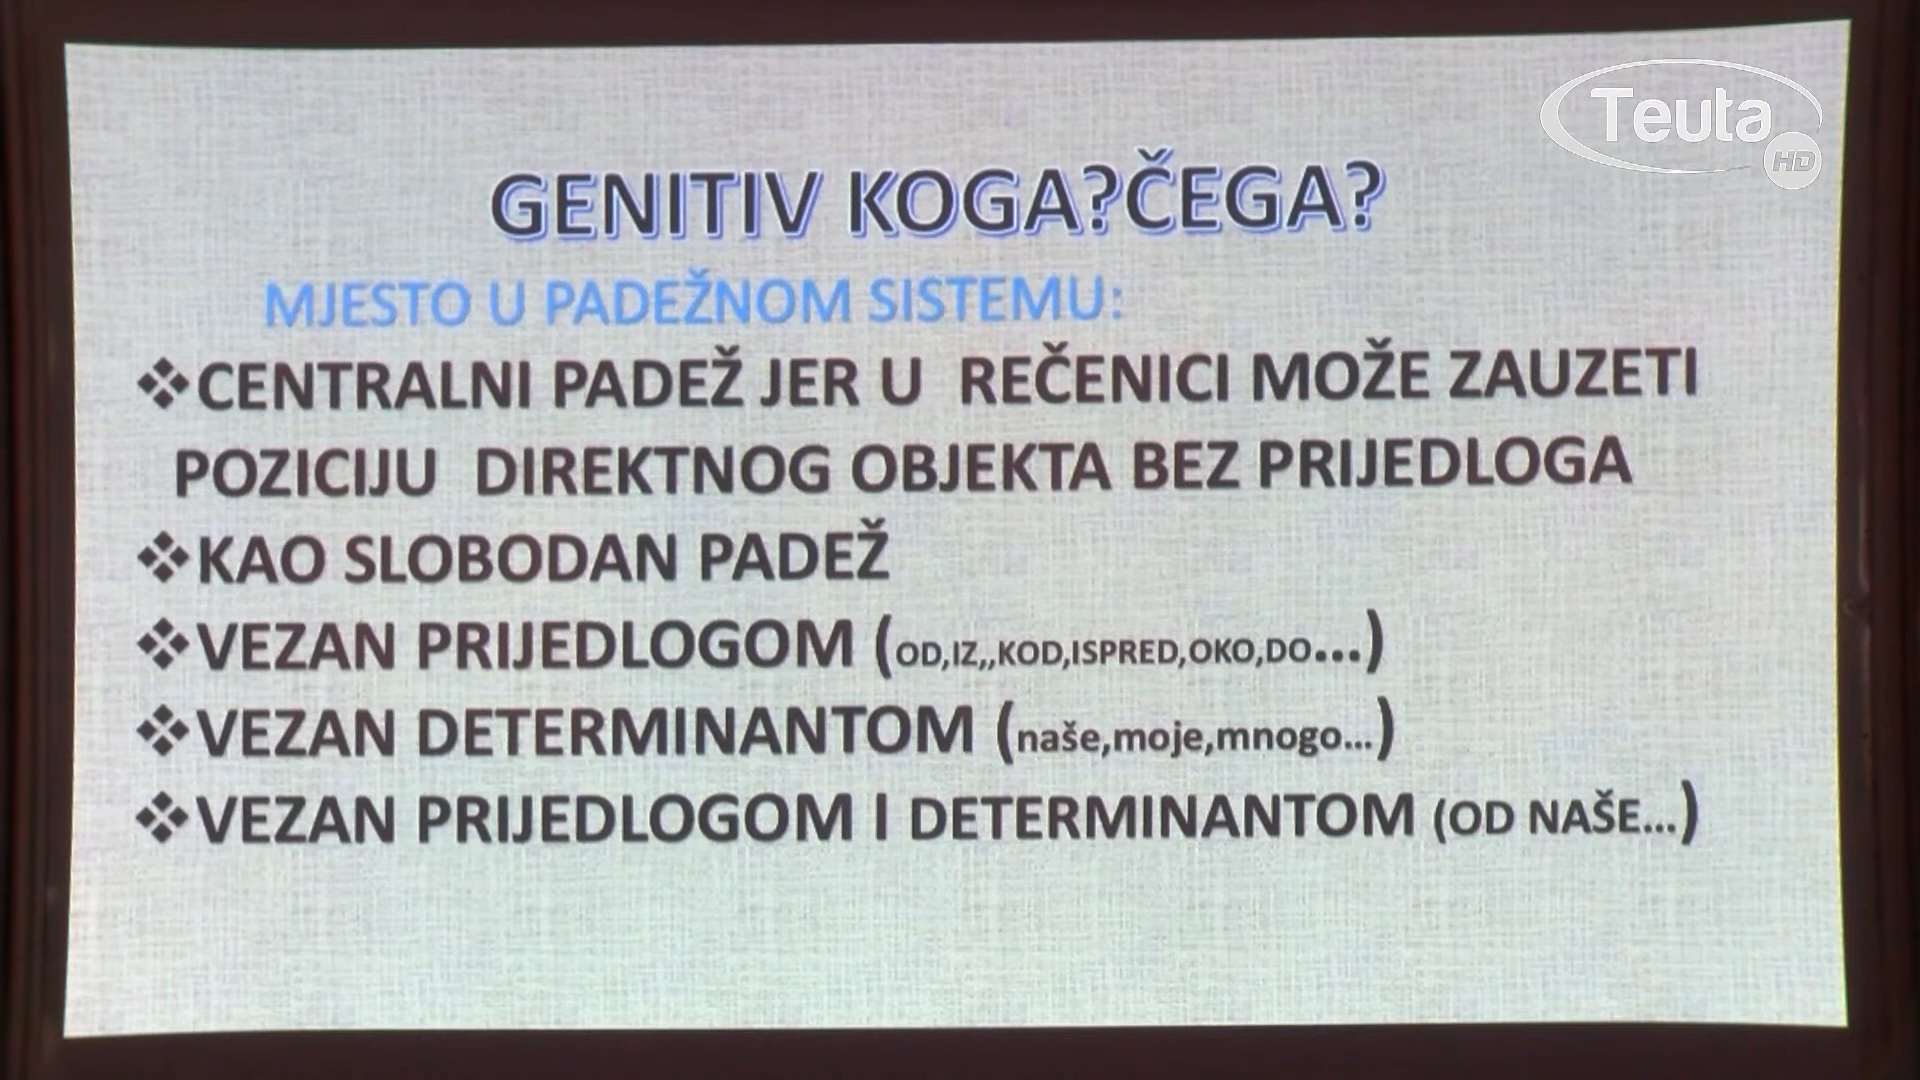 Teuta
HD
GENITIV KOGA?ČEGA?
MJESTO U PADEŽNOM SISTEMU:
❖CENTRALNI PADEŽ JER U REČENICI MOŽE ZAUZETI
POZICIJU DIREKTNOG OBJEKTA BEZ PRIJEDLOGA
❖KAO SLOBODAN PADEŽ
❖VEZAN PRIJEDLOGOM (OD,IZ,,KOD,ISPRED,OKO,DO...)
❖VEZAN DETERMINANTOM (naše,moje,mnogo...)
❖VEZAN PRIJEDLOGOM I DETERMINANTOM (OD NAŠE...)